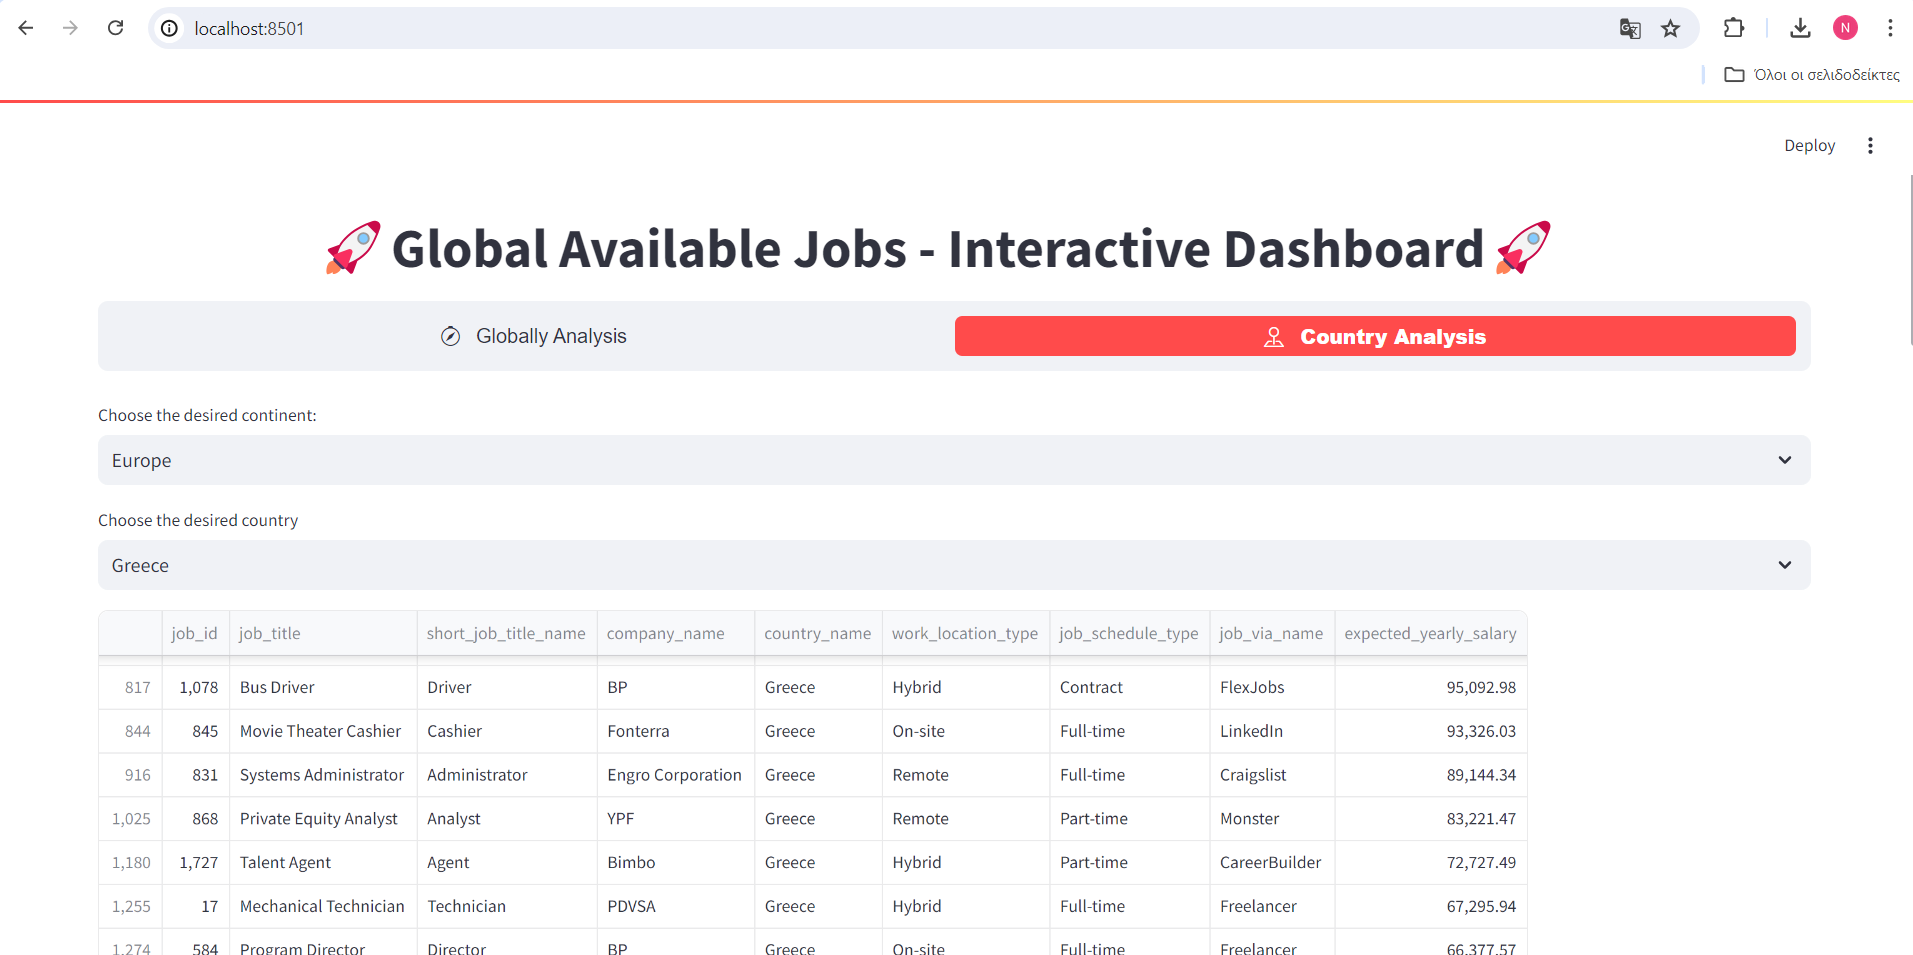 localhost:8501
N
Όλοι οι σελιδοδείκτες
Deploy
Global Available Jobs - Interactive Dashboard
Globally Analysis
Country Analysis
Choose the desired continent:
Europe
Choose the desired country
Greece
job_id job_title short_job_title_name company_name country_name work_location_type job_schedule_type job_via_name expected_yearly_salary
817 1,078 Bus Driver Driver BP Greece Hybrid Contract FlexJobs 95,092.98
844 845 Movie Theater Cashier Cashier Fonterra Greece On-site Full-time LinkedIn 93,326.03
916 831 Systems Administrator Administrator Engro Corporation Greece Remote Full-time Craigslist 89,144.34
1,025 868 Private Equity Analyst Analyst YPF Greece Remote Part-time Monster 83,221.47
1,180 1,727 Talent Agent Agent Bimbo Greece Hybrid Part-time CareerBuilder 72,727.49
1,255 17 Mechanical Technician Technician PDVSA Greece Hybrid Full-time Freelancer 67,295.94
1,274 584 Program Director Director BP Greece On-site Full-time Freelancer 66,377.57